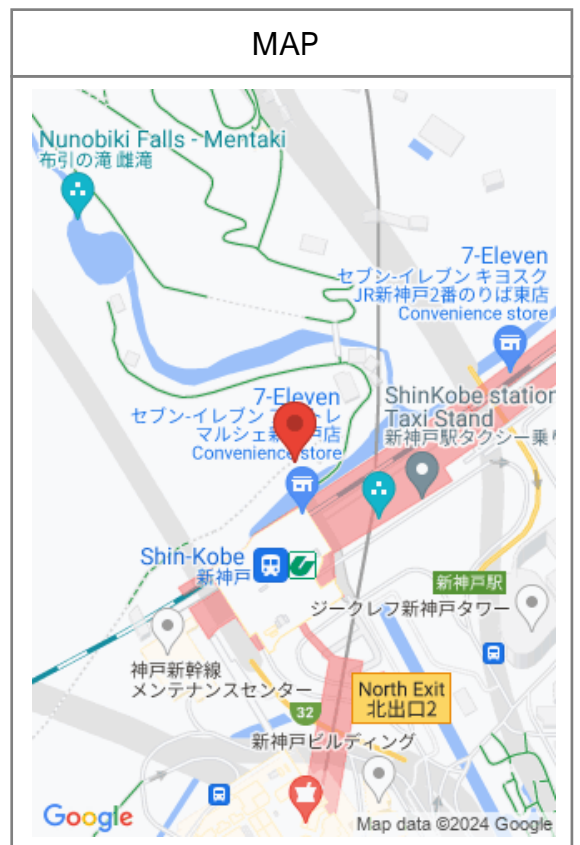 MAP
Nunobiki Falls - Mentaki
布引の滝 雌滝
7-Eleven
セブン-イレブン キヨスク
JR新神戸2番のりば東店
Convenience store
7-Eleven
セブン-イレブン
トレ
マルシェ新
戸店
Convenience store
ShinKobe station
Taxi Stand
新神戸駅タクシー乗り
Shin-Kobe
新神戸
新神戸駅
ジークレフ新神戸タワー
神戸新幹線
メンテナンスセンター
North Exit
北出口2
32
新神戸ビルディング
Google
Map data ©2024 Google